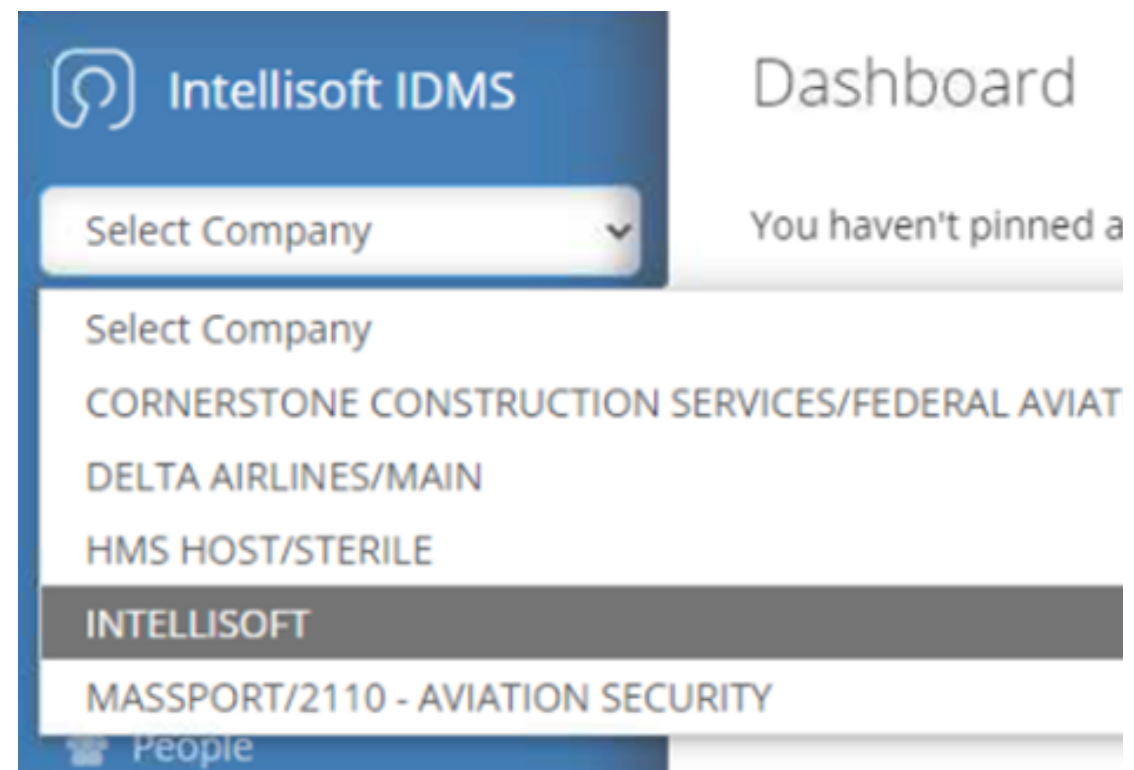 Intellisoft IDMS
Dashboard
Select Company
You haven't pinned a
Select Company
CORNERSTONE CONSTRUCTION SERVICES/FEDERAL
DELTA AIRLINES/MAIN
HMS HOST/STERILE
INTELLISOFT
MASSPORT/2110 - AVIATION SECURITY
People